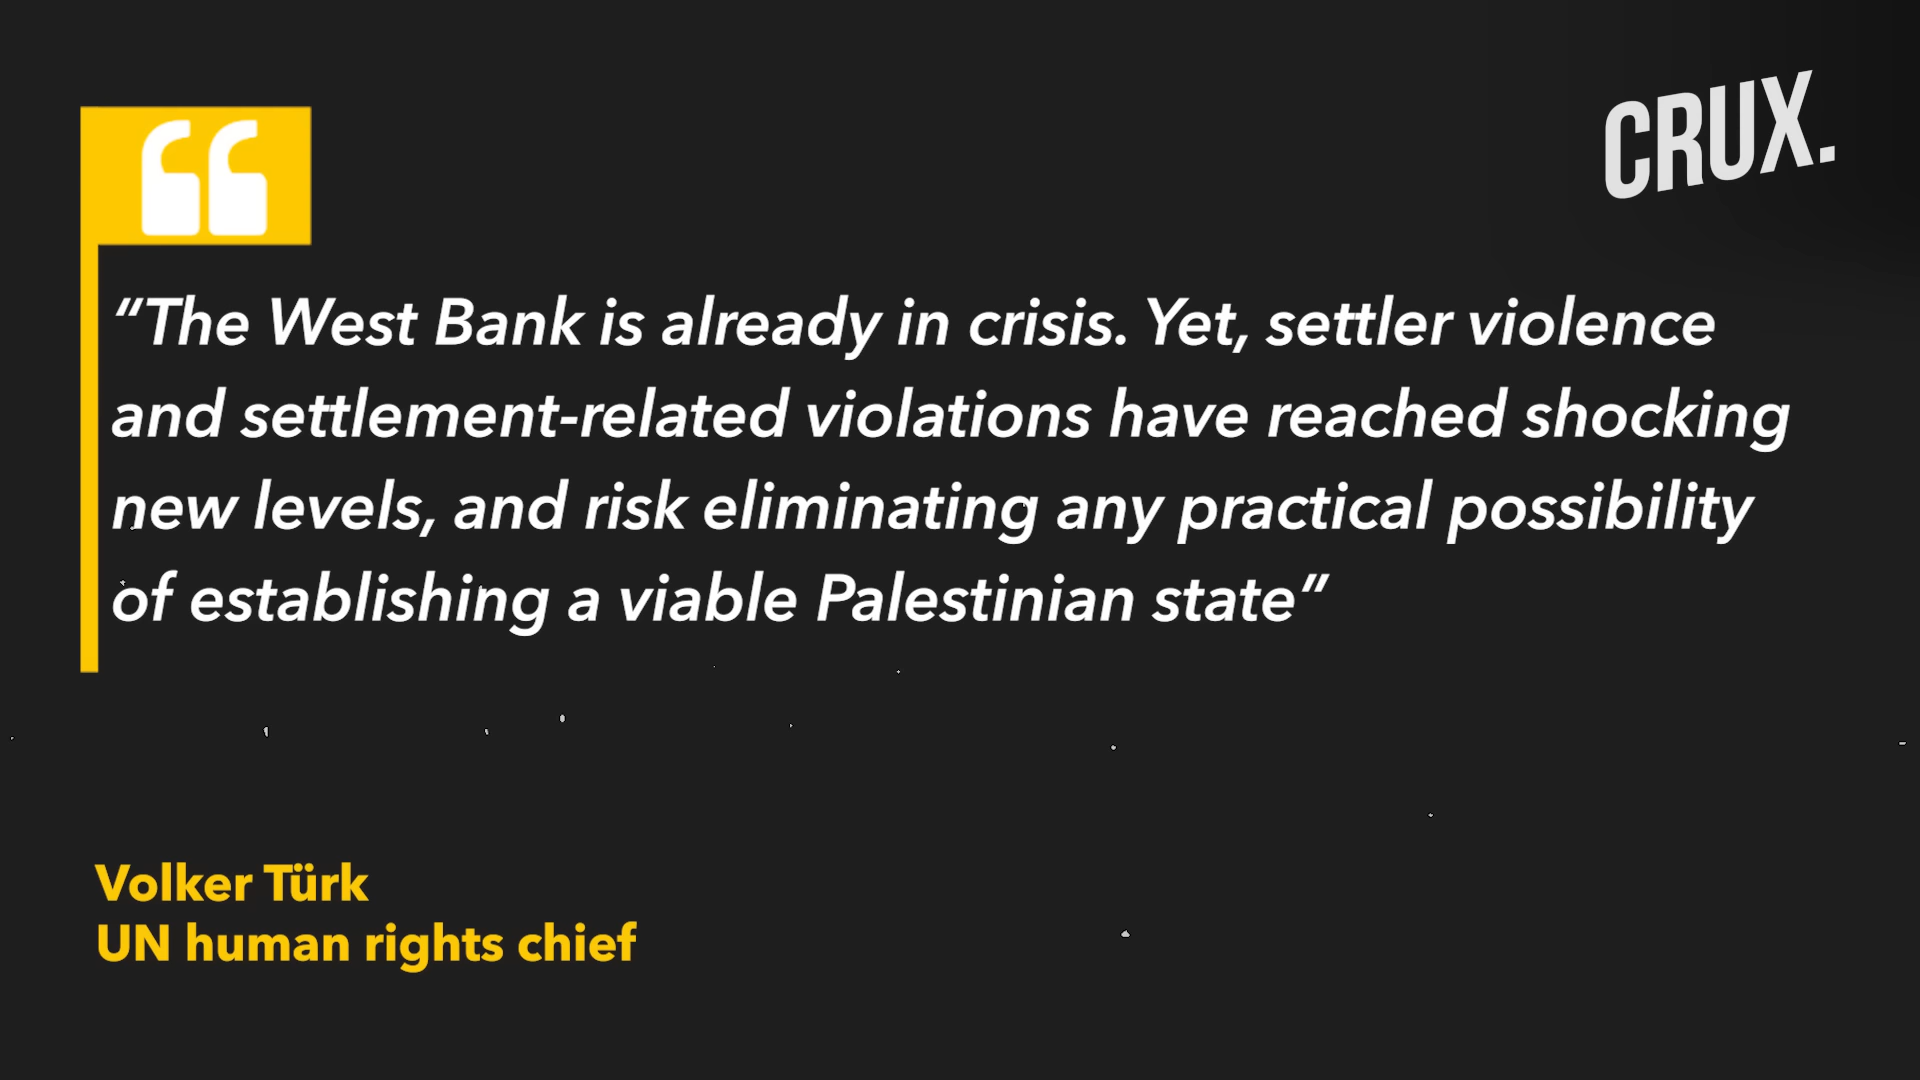 CRUX.
“The West Bank is already in crisis. Yet, settler violence
and settlement-related violations have reached shocking
new levels, and risk eliminating any practical possibility
of establishing a viable Palestinian state”
Volker Türk
UN human rights chief